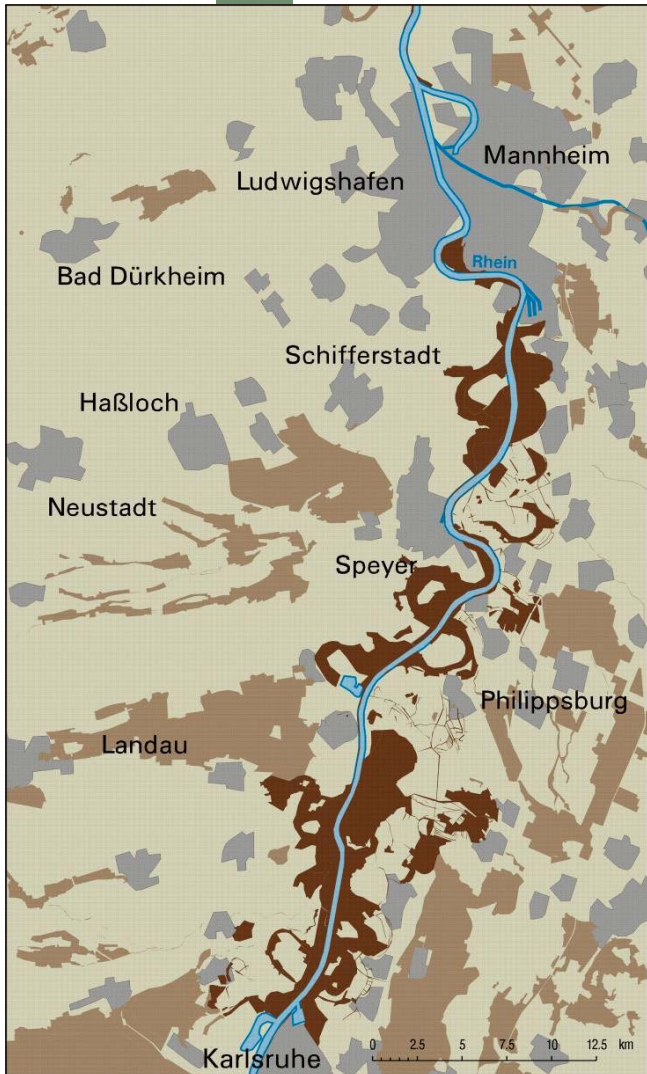 Mannheim
Ludwigshafen
Rhein
Bad Dürkheim
Schifferstadt
Haßloch
Neustadt
Speyer
Philippsburg
Landau
Karlsruhe
0 2.5 5 7.5 10 12.5 km